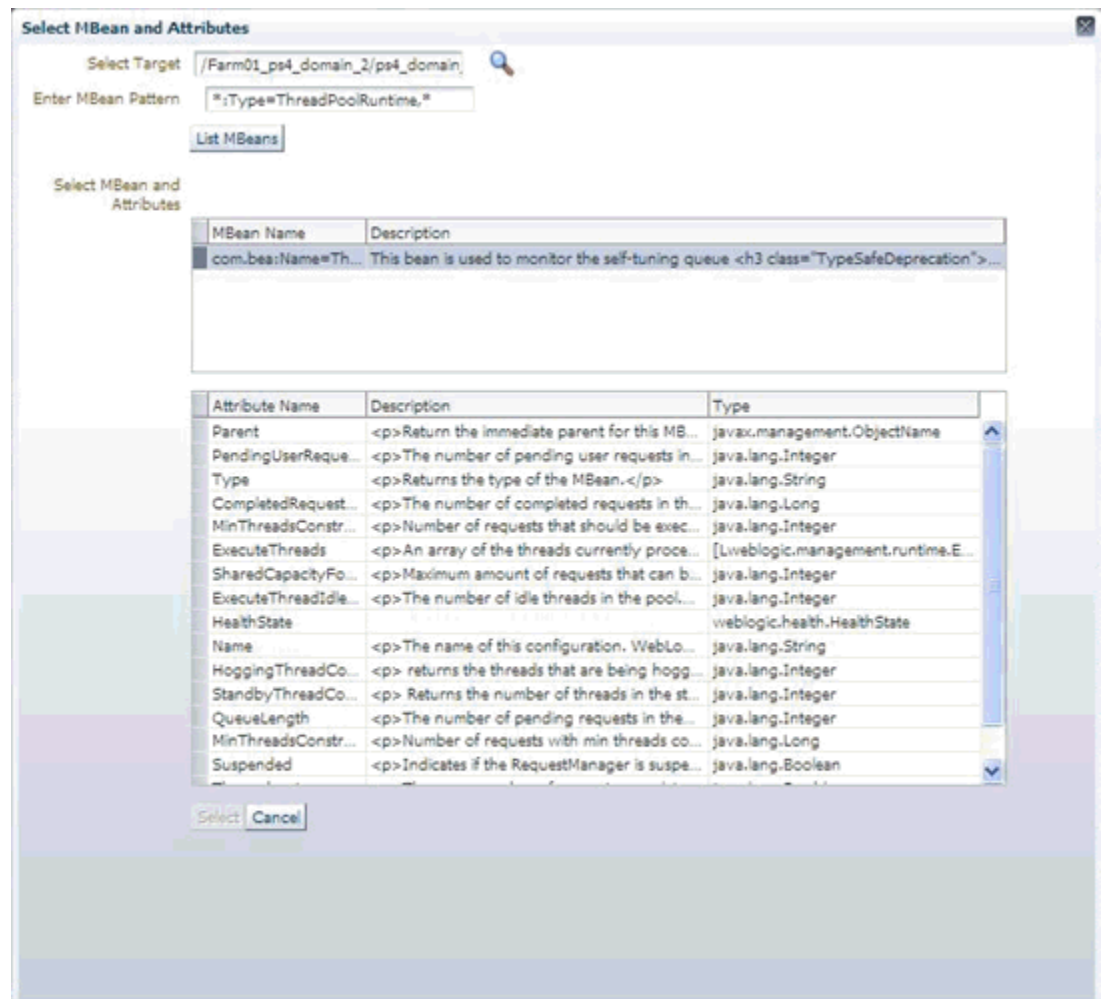 Select MBean and Attributes
Select Target /Farm01_ps4_domain_2/ps4_domain_
Enter MBean Pattern *:Type=ThreadPoolRuntime,*
List MBeans
Select MBean and
Attributes
MBean Name Description
com.bea:Name=Th... This bean is used to monitor the self-tuning queue <h3 class="TypeSafeDeprecation">...
Attribute Name Description Type
Parent <p>Return the immediate parent for this MB... javax.management.ObjectName
PendingUserReque... <p>The number of pending user requests in... java.lang.Integer
Type <p>Returns the type of the MBean.</p> java.lang.String
CompletedRequest... <p>The number of completed requests in th... java.lang.Long
MinThreadsConstr... <p>Number of requests that should be exec... java.lang.Integer
ExecuteThreads <p>An array of the threads currently proce... [Lweblogic.management.runtime.E...
SharedCapacityFo... <p>Maximum amount of requests that can b... java.lang.Integer
ExecuteThreadIdle... <p>The number of idle threads in the pool.... java.lang.Integer
HealthState weblogic.health.HealthState
Name <p>The name of this configuration. WebLo... java.lang.String
HoggingThreadCo... <p> returns the threads that are being hogg... java.lang.Integer
StandbyThreadCo... <p> Returns the number of threads in the st... java.lang.Integer
QueueLength <p>The number of pending requests in the... java.lang.Integer
MinThreadsConstr... <p>Number of requests with min threads co... java.lang.Long
Suspended <p>Indicates if the RequestManager is suspe... java.lang.Boolean
Select Cancel